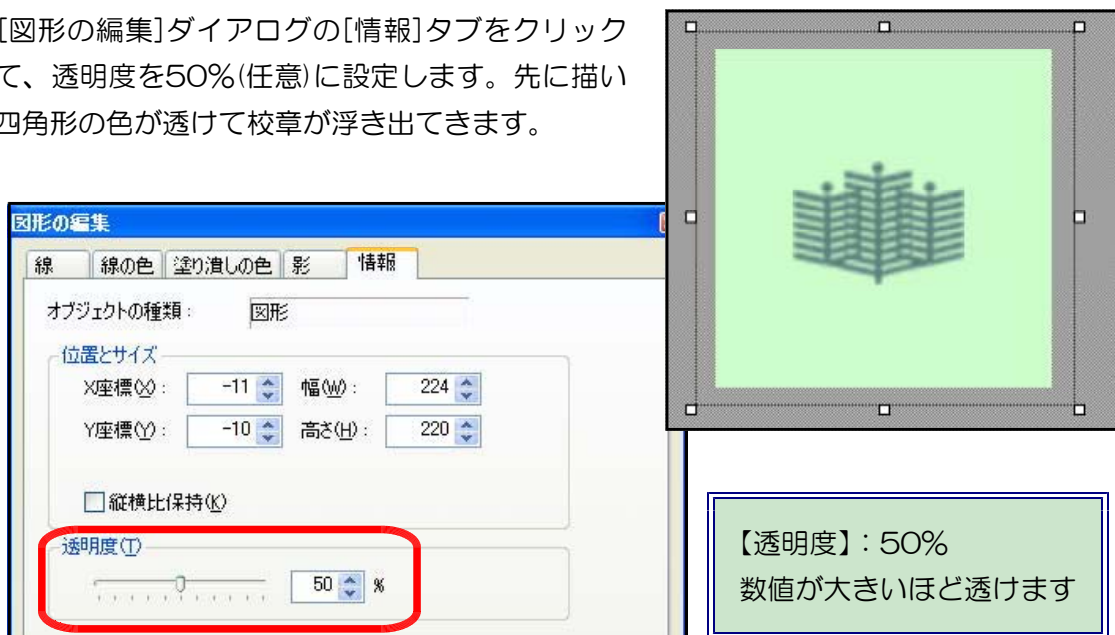 [図形の編集]ダイアログの[情報]タブをクリック
て、透明度を50%(任意)に設定します。先に描い
四角形の色が透けて校章が浮き出てきます。
図形の編集
線 線の色 塗り潰しの色 影 情報
オブジェクトの種類: 図形
位置とサイズ
X座標(X): -11 幅(W): 224
Y座標(Y): -10 高さ(H): 220
縦横比保持(K)
透明度(T)
50 %
【透明度】:50%
数値が大きいほど透けます